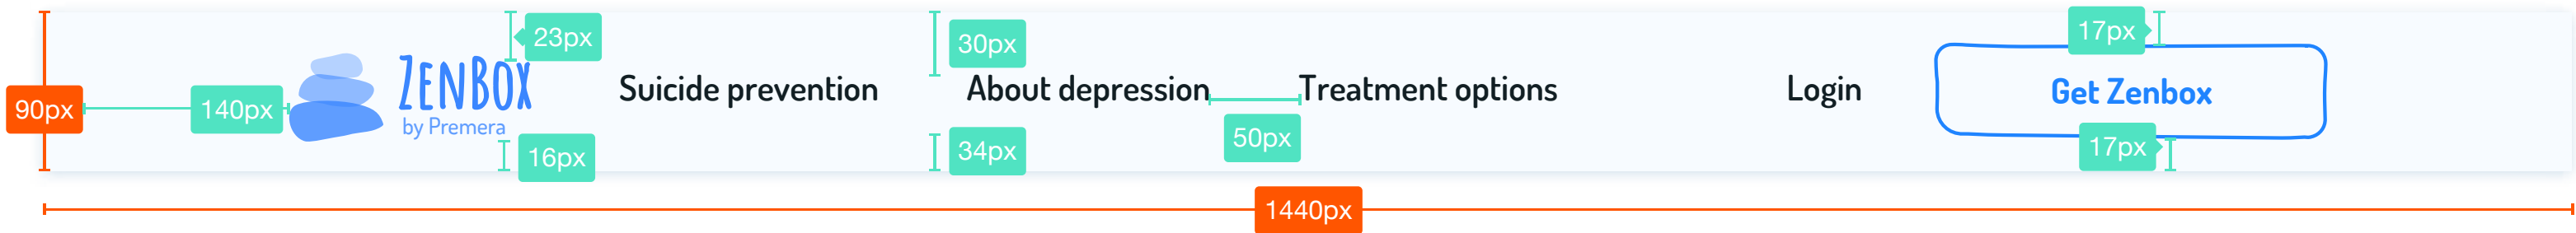 90px
140px
ZENBOX
by Premera
23px
16px
Suicide prevention
30px
34px
About depression
50px
Treatment options
Login
17px
Get Zenbox
17px
1440px